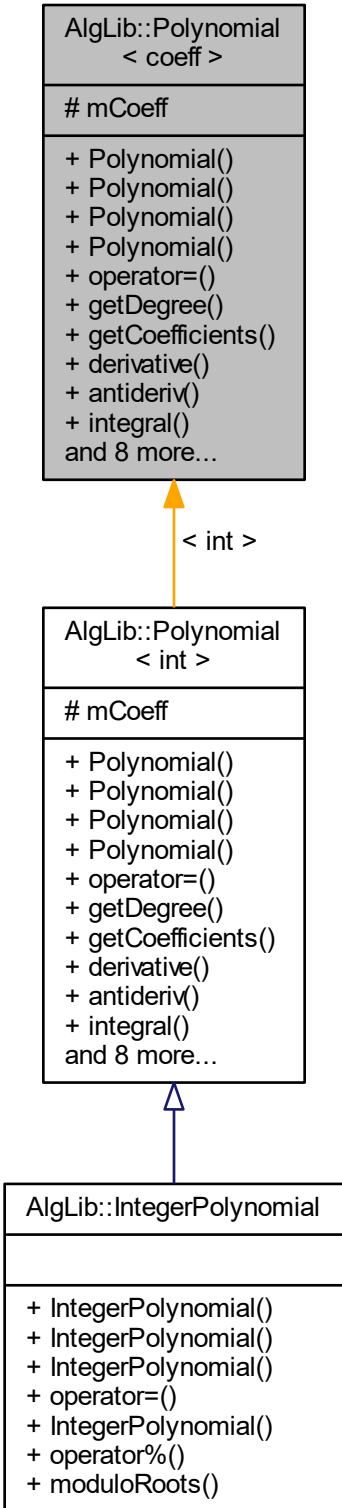 AlgLib::Polynomial
< coeff >
# mCoeff
+ Polynomial()
+ Polynomial()
+ Polynomial()
+ Polynomial()
+ operator=()
+ getDegree()
+ getCoefficients()
+ derivative()
+ antideriv()
+ integral()
and 8 more...
< int >
AlgLib::Polynomial
< int >
# mCoeff
+ Polynomial()
+ Polynomial()
+ Polynomial()
+ Polynomial()
+ operator=()
+ getDegree()
+ getCoefficients()
+ derivative()
+ antideriv()
+ integral()
and 8 more...
AlgLib::IntegerPolynomial
+ IntegerPolynomial()
+ IntegerPolynomial()
+ IntegerPolynomial()
+ operator=()
+ IntegerPolynomial()
+ operator%()
+ moduloRoots()